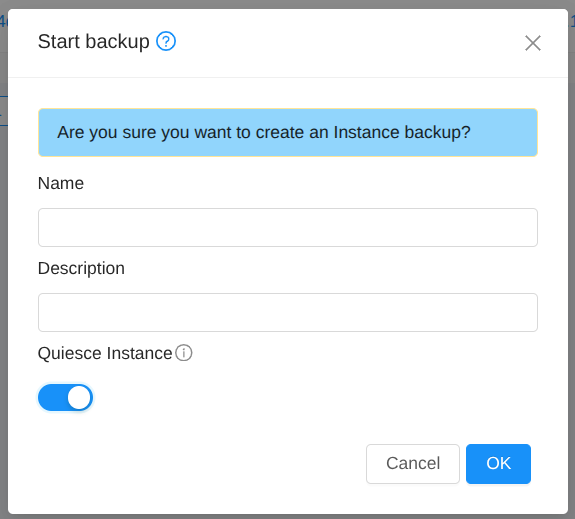 Start backup
Are you sure you want to create an Instance backup?
Name
Description
Quiesce Instance
Cancel
OK